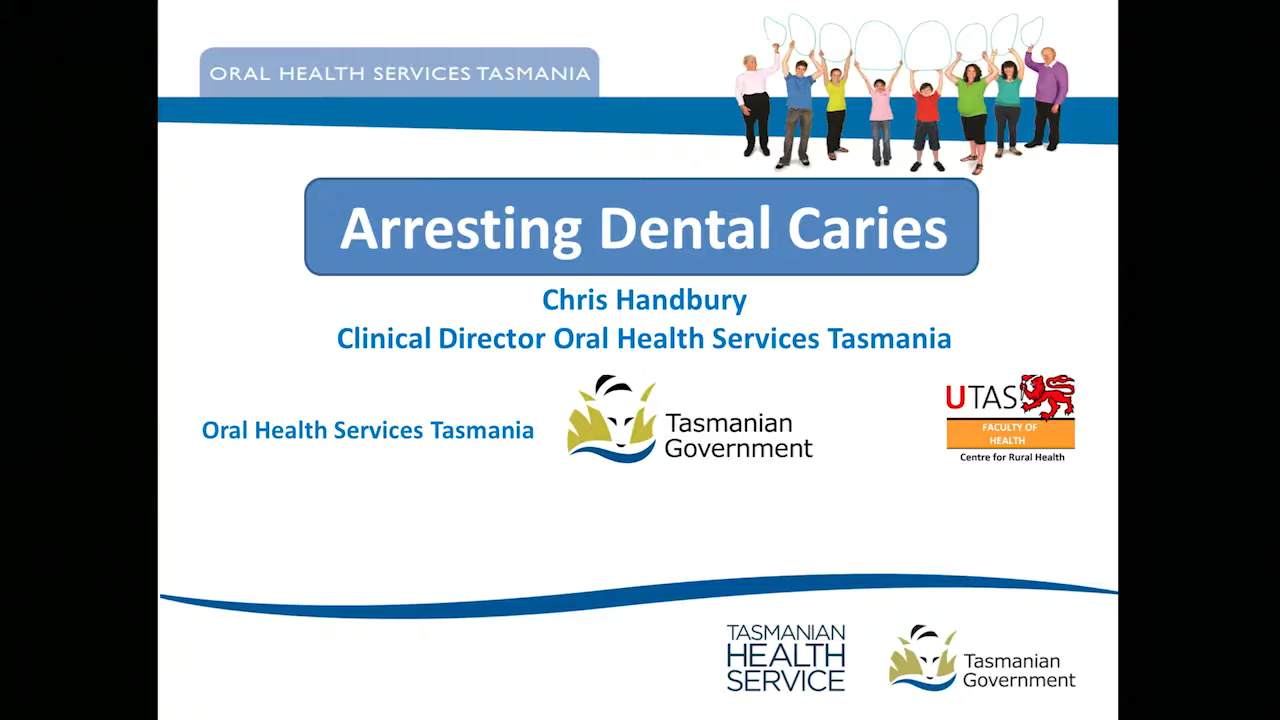 ORAL HEALTH SERVICES TASMANIA
Arresting Dental Caries
Chris Handbury
Clinical Director Oral Health Services Tasmania
Oral Health Services Tasmania
Tasmanian
Government
UTAS
FACULTY OF
HEALTH
Centre for Rural Health
TASMANIAN
HEALTH
SERVICE
Tasmanian
Government